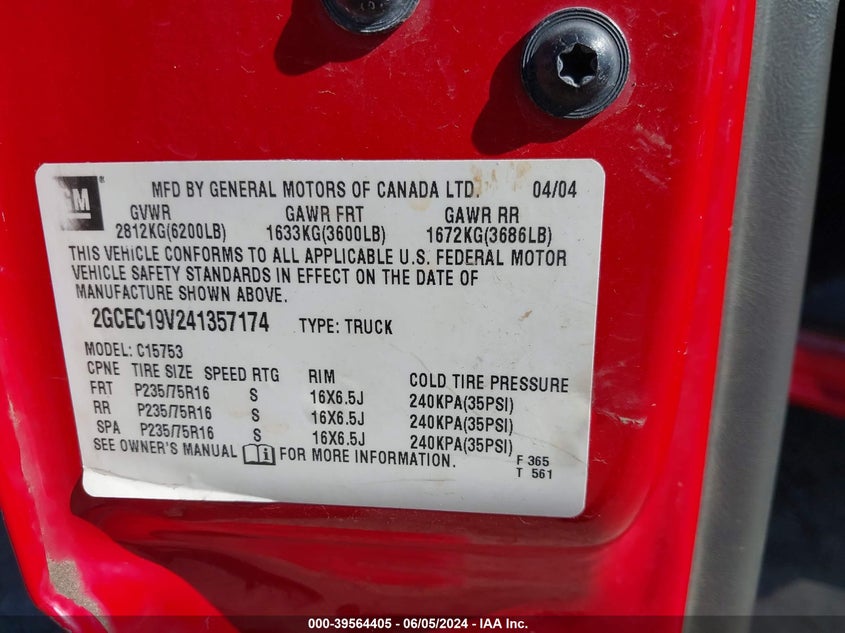 GM
MFD BY GENERAL MOTORS OF CANADA LTD. 04/04
GVWR GAWR FRT GAWR RR
2812KG(6200LB) 1633KG(3600LB) 1672KG(3686LB)
THIS VEHICLE CONFORMS TO ALL APPLICABLE U.S. FEDERAL MOTOR
VEHICLE SAFETY STANDARDS IN EFFECT ON THE DATE OF
MANUFACTURE SHOWN ABOVE.
2GCEC19V241357174 TYPE: TRUCK
MODEL: C15753
CPNE TIRE SIZE SPEED RTG RIM COLD TIRE PRESSURE
FRT P235/75R16 S 16X6.5J 240KPA(35PSI)
RR P235/75R16 S 16X6.5J 240KPA(35PSI)
SPA P235/75R16 S 16X6.5J 240KPA(35PSI)
SEE OWNER'S MANUAL FOR MORE INFORMATION.
F 365
T 561
000-39564405 - 06/05/2024 - IAA Inc.